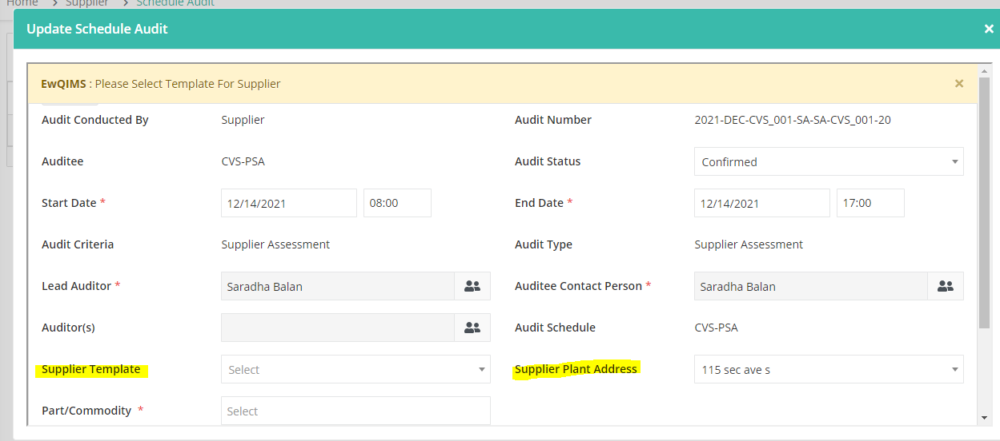 Home > Supplier > Schedule Audit
Update Schedule Audit ×
EwQIMS : Please Select Template For Supplier ×
Audit Conducted By Supplier Audit Number 2021-DEC-CVS_001-SA-SA-CVS_001-20
Auditee CVS-PSA Audit Status Confirmed
Start Date * 12/14/2021 08:00 End Date * 12/14/2021 17:00
Audit Criteria Supplier Assessment Audit Type Supplier Assessment
Lead Auditor * Saradha Balan Auditee Contact Person * Saradha Balan
Auditor(s) Audit Schedule CVS-PSA
Supplier Template Select Supplier Plant Address 115 sec ave s
Part/Commodity * Select